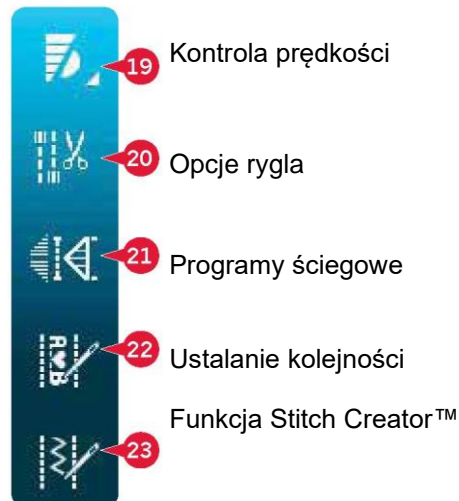 19 Kontrola prędkości
20 Opcje rygla
21 Programy ściegowe
22 Ustalanie kolejności
A♥B
Funkcja Stitch Creator™
23